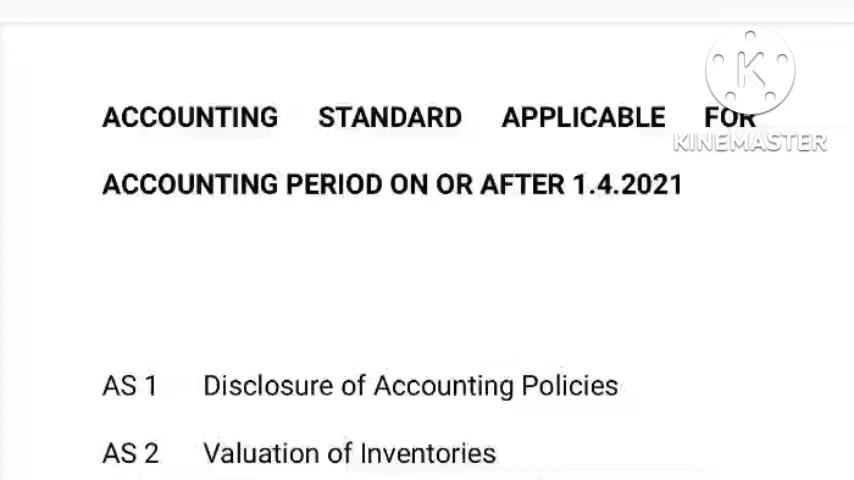 ACCOUNTING STANDARD APPLICABLE FOR
ACCOUNTING PERIOD ON OR AFTER 1.4.2021
AS 1 Disclosure of Accounting Policies
AS 2 Valuation of Inventories
K
KINEMASTER